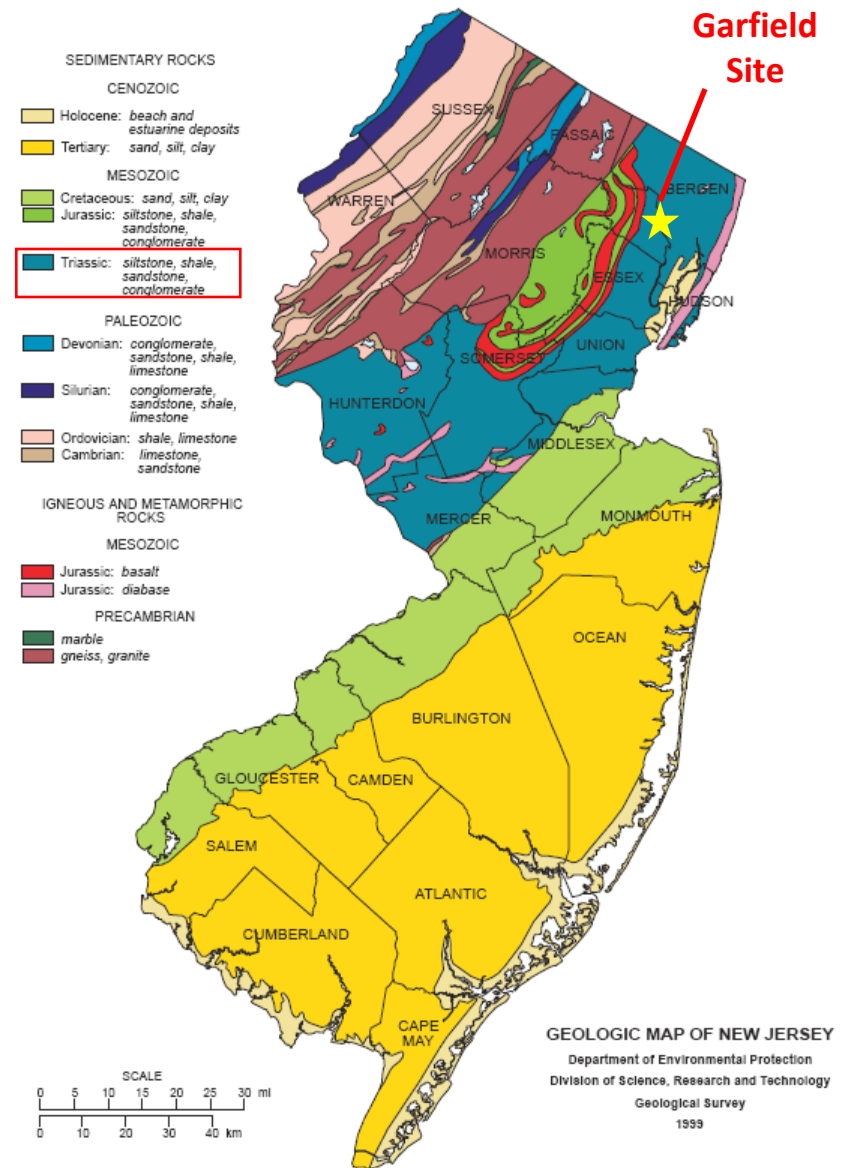 Garfield
Site
SEDIMENTARY ROCKS
CENOZOIC
Holocene: beach and
estuarine deposits
Tertiary: sand, silt, clay
MESOZOIC
Cretaceous: sand, silt, clay
Jurassic: siltstone, shale,
sandstone,
conglomerate
Triassic: siltstone, shale,
sandstone,
conglomerate
PALEOZOIC
Devonian: conglomerate,
sandstone, shale,
limestone
Silurian: conglomerate,
sandstone, shale,
limestone
Ordovician: shale, limestone
Cambrian: limestone,
sandstone
IGNEOUS AND METAMORPHIC
ROCKS
MESOZOIC
Jurassic: basalt
Jurassic: diabase
PRECAMBRIAN
marble
gneiss, granite
SUSSEX
PASSAIC
BERGEN
WARREN
MORRIS
ESSEX
HUDSON
UNION
SOMERSET
HUNTERDON
MIDDLESEX
MERCER
MONMOUTH
OCEAN
BURLINGTON
GLOUCESTER
CAMDEN
SALEM
ATLANTIC
CUMBERLAND
CAPE
MAY
SCALE
0 5 10 15 20 25 30 mi
0 10 20 30 40 km
GEOLOGIC MAP OF NEW JERSEY
Department of Environmental Protection
Division of Science, Research and Technology
Geological Survey
1999